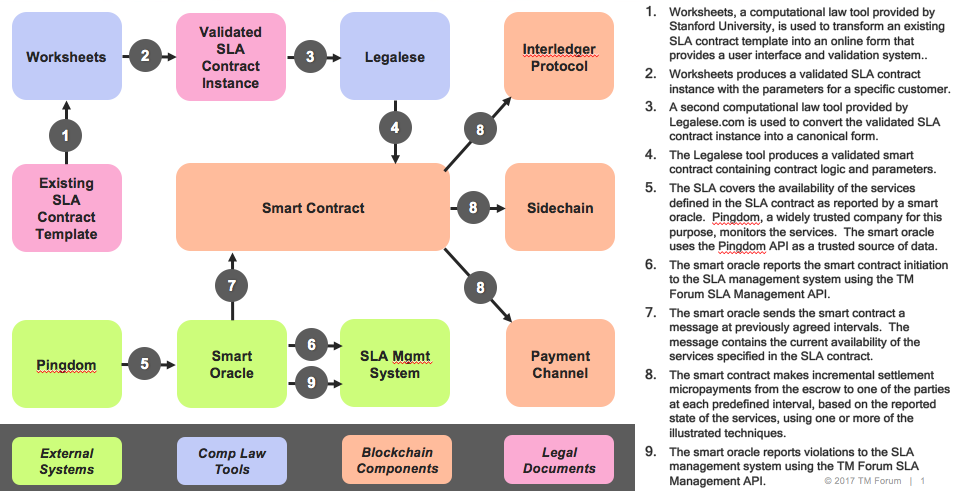 Worksheets
2
Validated
SLA
Contract
Instance
3
Legalese
Interledger
Protocol
1
4
8
Existing
SLA
Contract
Template
Smart Contract
8
Sidechain
7
8
Pingdom
5
Smart
Oracle
6
9
SLA Mgmt
System
Payment
Channel
External
Systems
Comp Law
Tools
Blockchain
Components
Legal
Documents
1. Worksheets, a computational law tool provided by
Stanford University, is used to transform an existing
SLA contract template into an online form that
provides a user interface and validation system..
2. Worksheets produces a validated SLA contract
instance with the parameters for a specific customer.
3. A second computational law tool provided by
Legalese.com is used to convert the validated SLA
contract instance into a canonical form.
4. The Legalese tool produces a validated smart
contract containing contract logic and parameters.
5. The SLA covers the availability of the services
defined in the SLA contract as reported by a smart
oracle. Pingdom, a widely trusted company for this
purpose, monitors the services. The smart oracle
uses the Pingdom API as a trusted source of data.
6. The smart oracle reports the smart contract initiation
to the SLA management system using the TM
Forum SLA Management API.
7. The smart oracle sends the smart contract a
message at previously agreed intervals. The
message contains the current availability of the
services specified in the SLA contract.
8. The smart contract makes incremental settlement
micropayments from the escrow to one of the parties
at each predefined interval, based on the reported
state of the services, using one or more of the
illustrated techniques.
9. The smart oracle reports violations to the SLA
management system using the TM Forum SLA
Management API.
© 2017 TM Forum | 1